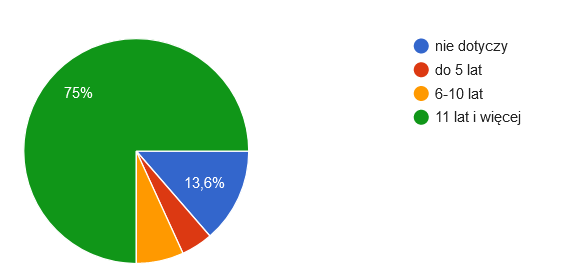 75%
13,6%
nie dotyczy
do 5 lat
6-10 lat
11 lat i więcej